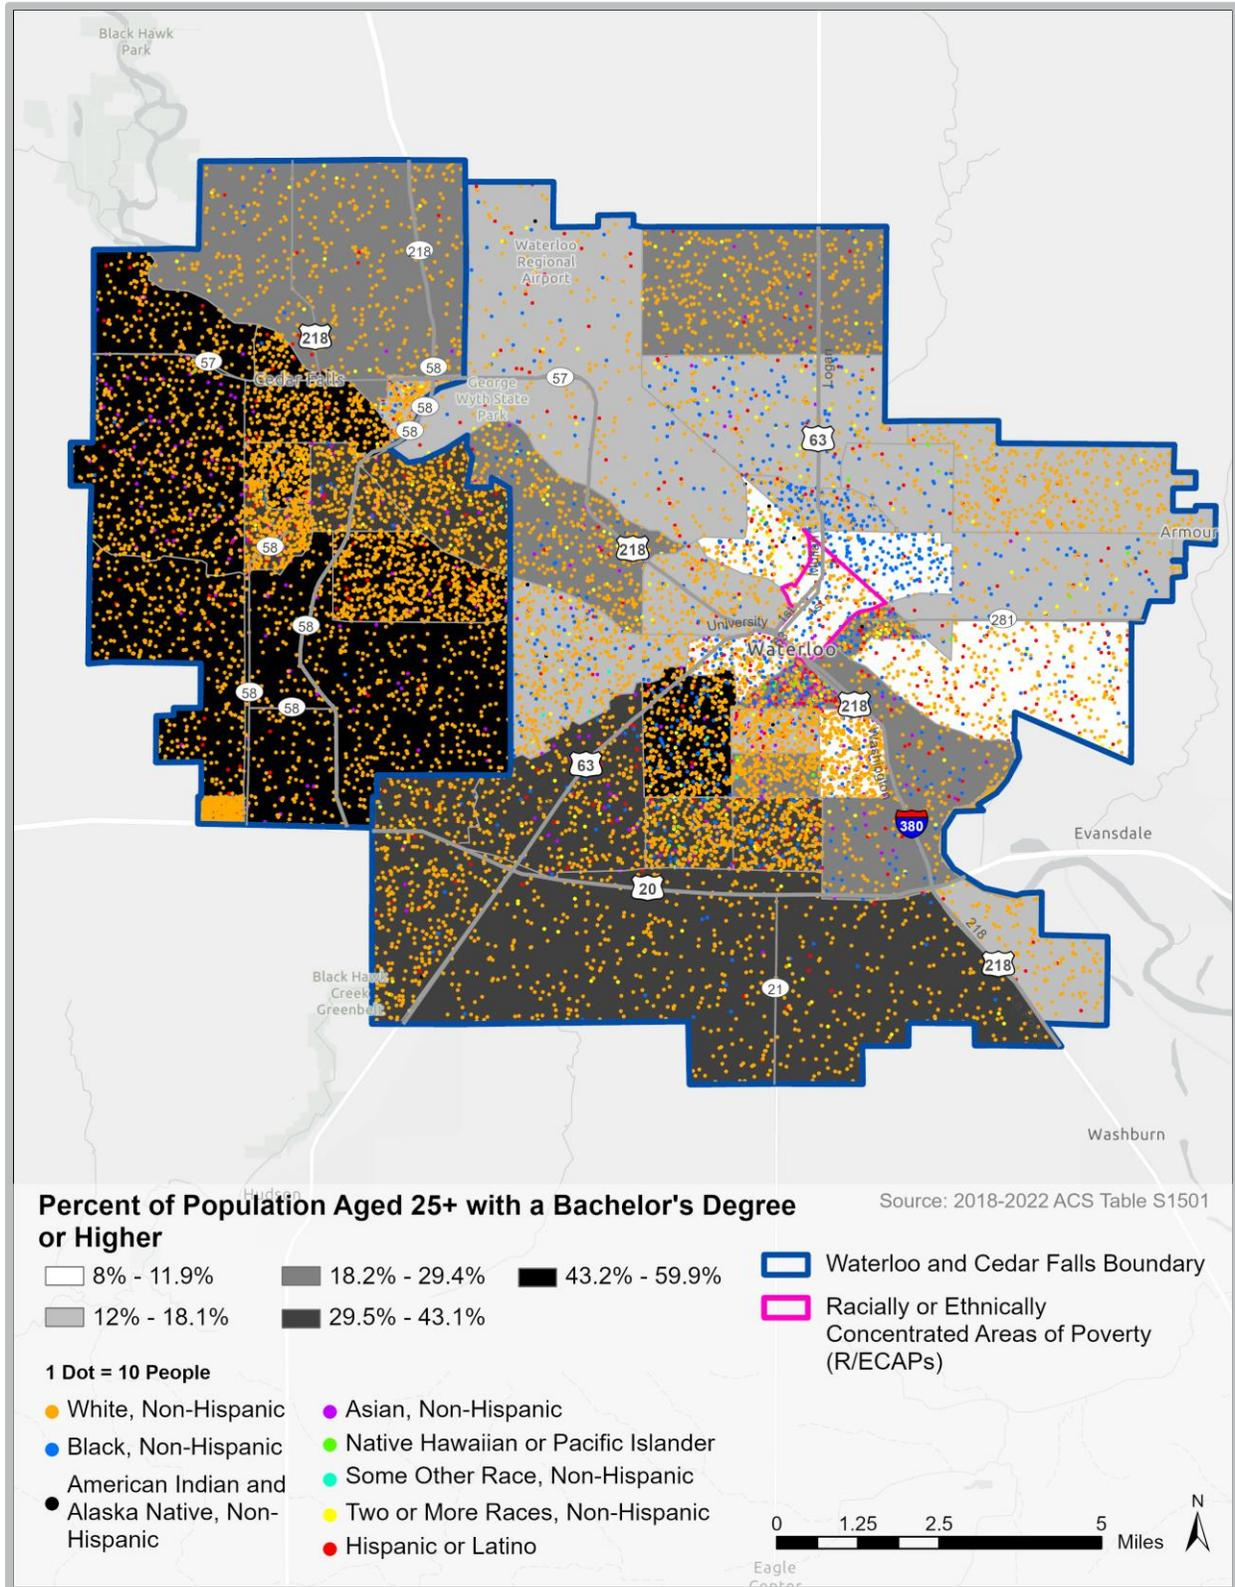 Black Hawk
Park
218
Waterloo
Regional
Airport
218
57
58
Cedar Falls
George
Wyth State
Park
57
58
58
Logan
63
58
218
Armour
University
281
58
Waterloo
58
58
218
Washington
63
380
Evansdale
20
218
218
21
Black Hawk
Creek
Greenbelt
Washburn
Hudson
Percent of Population Aged 25+ with a Bachelor's Degree
or Higher
Source: 2018-2022 ACS Table S1501
8% - 11.9%
18.2% - 29.4%
43.2% - 59.9%
12% - 18.1%
29.5% - 43.1%
Waterloo and Cedar Falls Boundary
Racially or Ethnically
Concentrated Areas of Poverty
(R/ECAPs)
1 Dot = 10 People
White, Non-Hispanic
Black, Non-Hispanic
American Indian and
Alaska Native, Non-
Hispanic
Asian, Non-Hispanic
Native Hawaiian or Pacific Islander
Some Other Race, Non-Hispanic
Two or More Races, Non-Hispanic
Hispanic or Latino
0 1.25 2.5 5
Miles
N
Eagle
Center